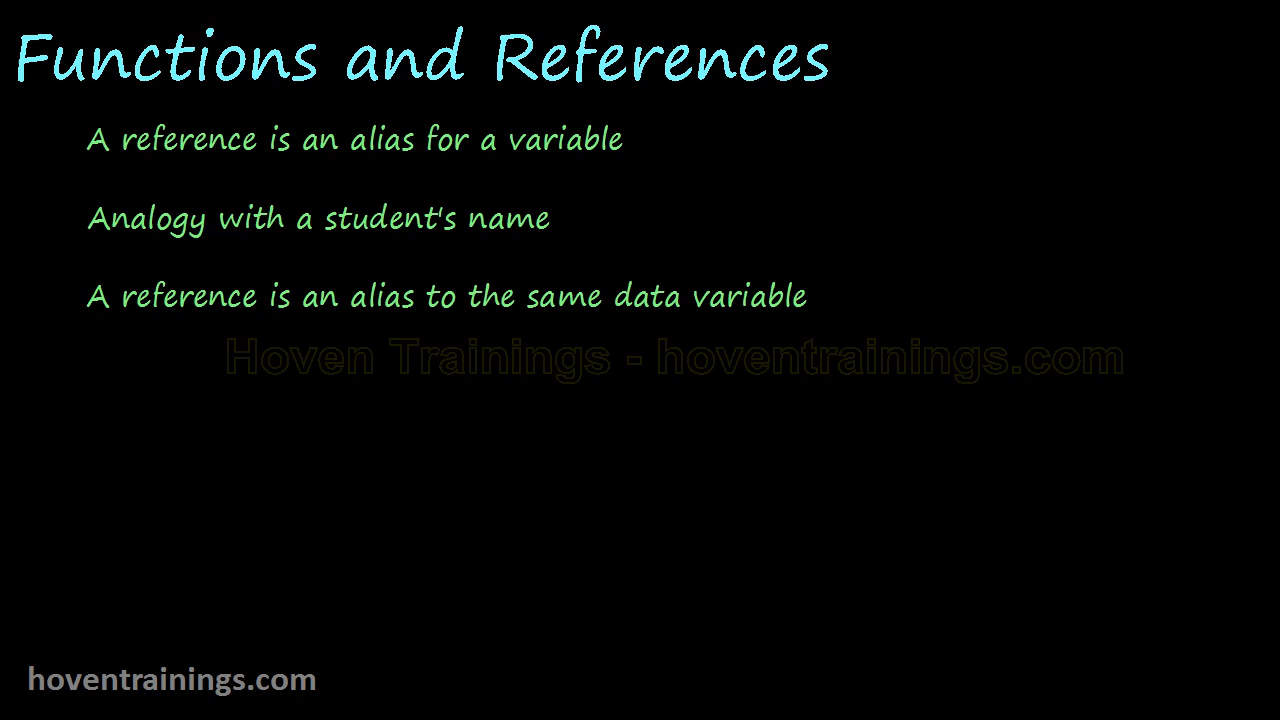 Functions and References
A reference is an alias for a variable
Analogy with a student's name
A reference is an alias to the same data variable
Hoven Trainings - hoventrainings.com
hoventrainings.com